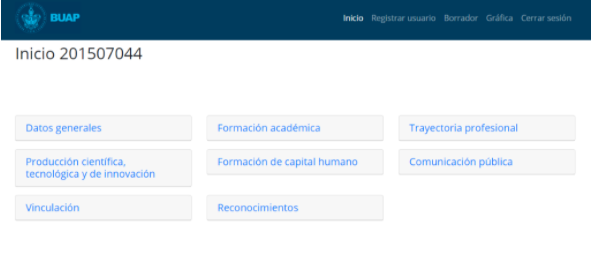 BUAP
Inicio Registrar usuario Borrador Gráfica Cerrar sesión
Inicio 201507044
Datos generales
Formación académica
Trayectoria profesional
Producción científica,
tecnológica y de innovación
Formación de capital humano
Comunicación pública
Vinculación
Reconocimientos